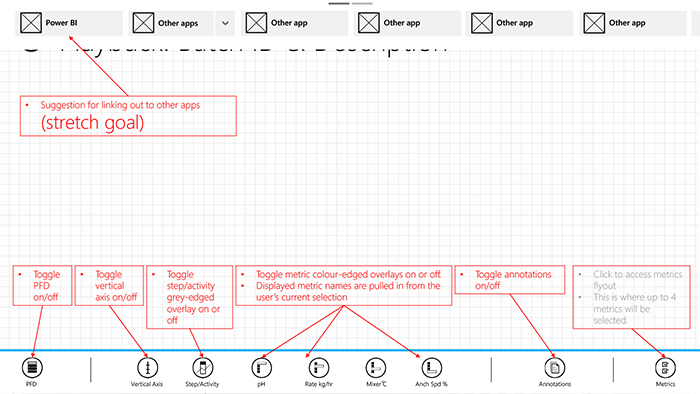 Power BI
Other apps
Other app
Other app
Other app
Other app
Playback: Batch ID & Description
• Suggestion for linking out to other apps
(stretch goal)
• Toggle
PFD
on/off
• Toggle
vertical
axis on/off
• Toggle
step/activity
grey-edged
overlay on or
off
• Toggle metric colour-edged overlays on or off.
• Displayed metric names are pulled in from the
user's current selection
• Toggle annotations
on/off
• Click to access metrics
flyout
• This is where up to 4
metrics will be
selected.
PFD
Vertical Axis
Step/Activity
pH
Rate kg/hr
Mixer°C
Anch Spd %
Annotations
Metrics